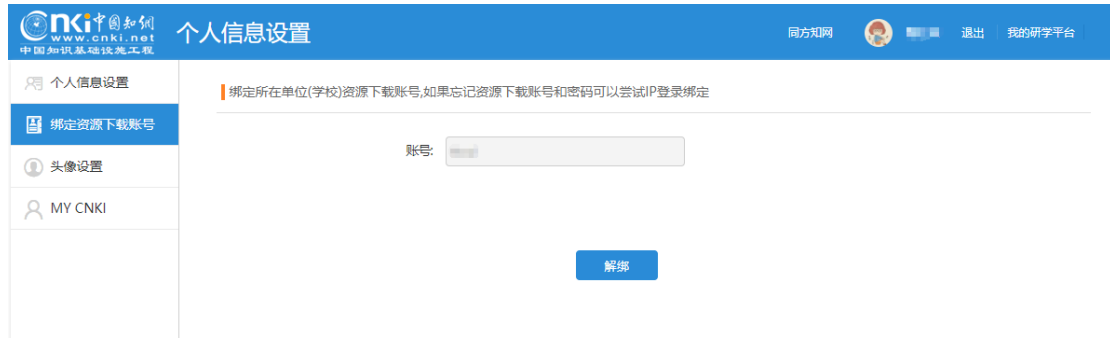 cnki中国知网
www.cnki.net
中国知识基础设施工程
个人信息设置
同方知网
退出
我的研学平台
个人信息设置
绑定资源下载账号
头像设置
MY CNKI
绑定所在单位(学校)资源下载账号,如果忘记资源下载账号和密码可以尝试IP登录绑定
账号:
解绑